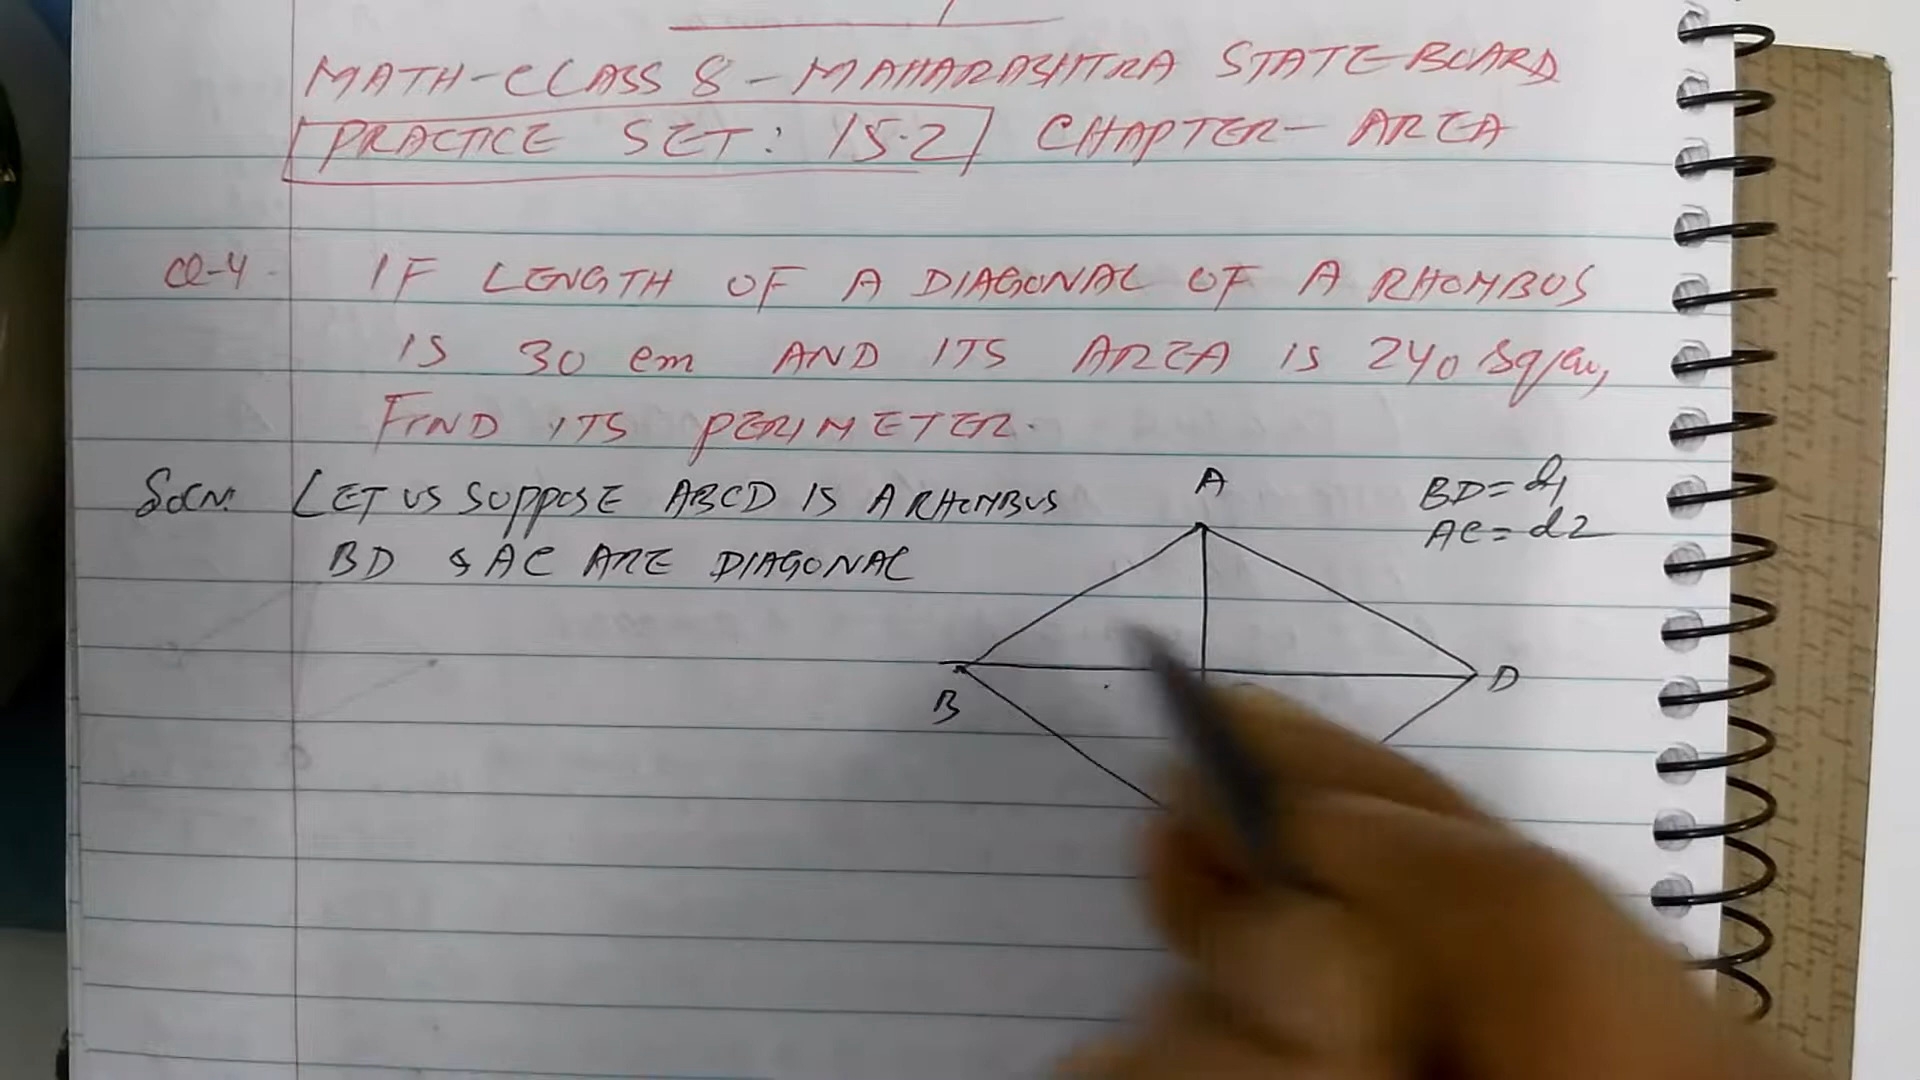 MATH-CLASS 8-MAHARASHTRA STATE BOARD
PRACTICE SET: 15.2 CHAPTER- AREA
Q-4- IF LENGTH OF A DIAGONAL OF A RHOMBUS
IS 30 cm AND ITS AREA IS 240 sq/cm,
FIND ITS PERIMETER.
SOLN: LET US SUPPOSE ABCD IS A RHOMBUS
BD & AC ARE DIAGONAL
A
BD=d1
AC=d2
B
D